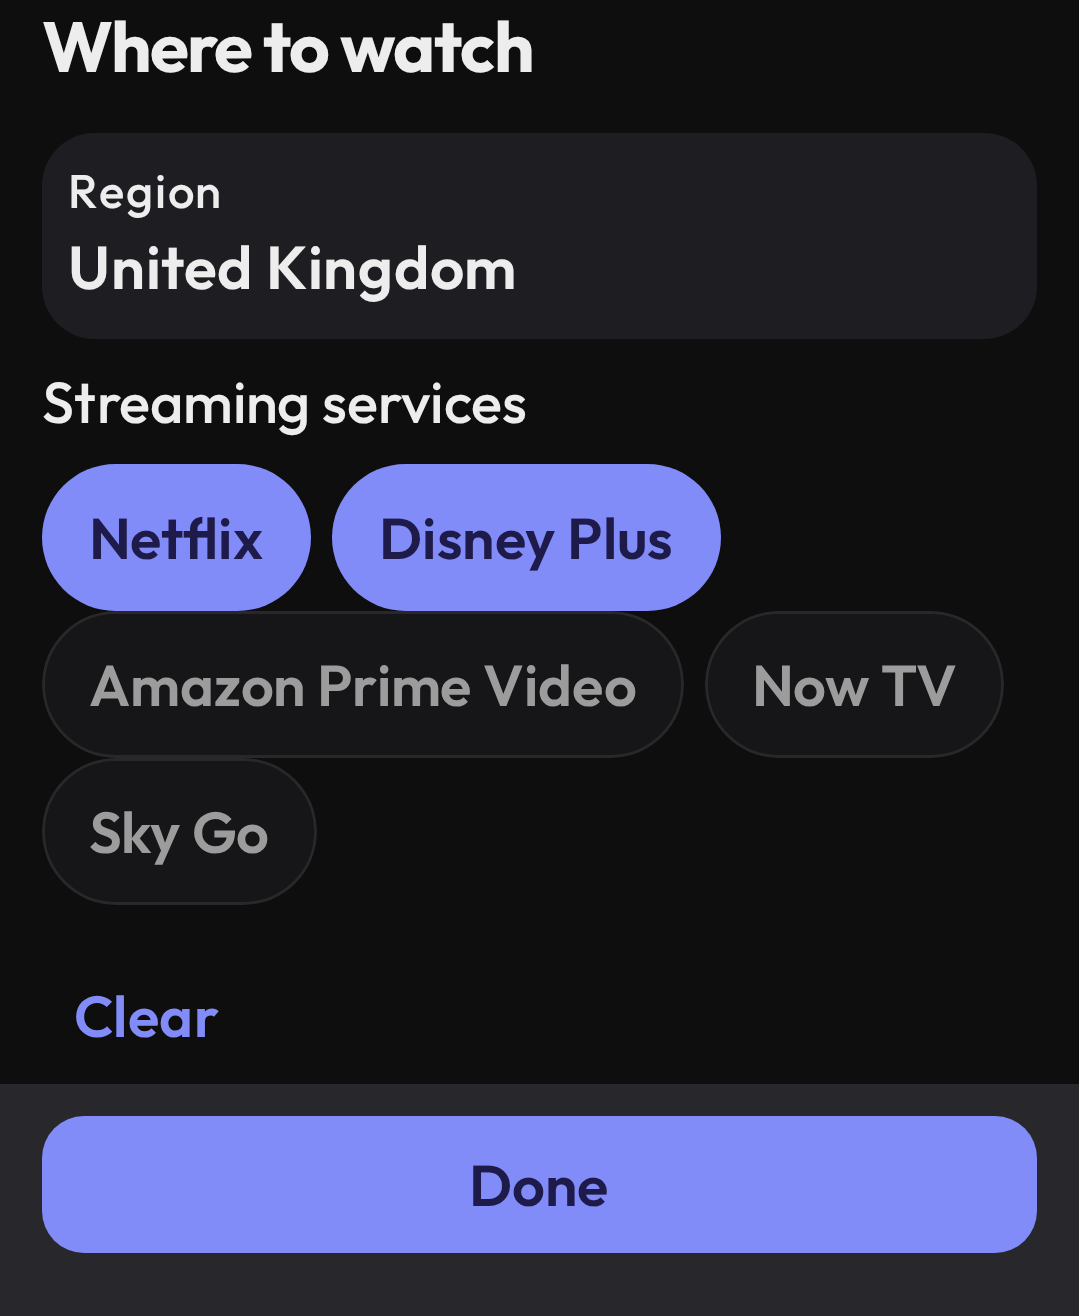 Where to watch
Region
United Kingdom
Streaming services
Netflix Disney Plus
Amazon Prime Video Now TV
Sky Go
Clear
Done